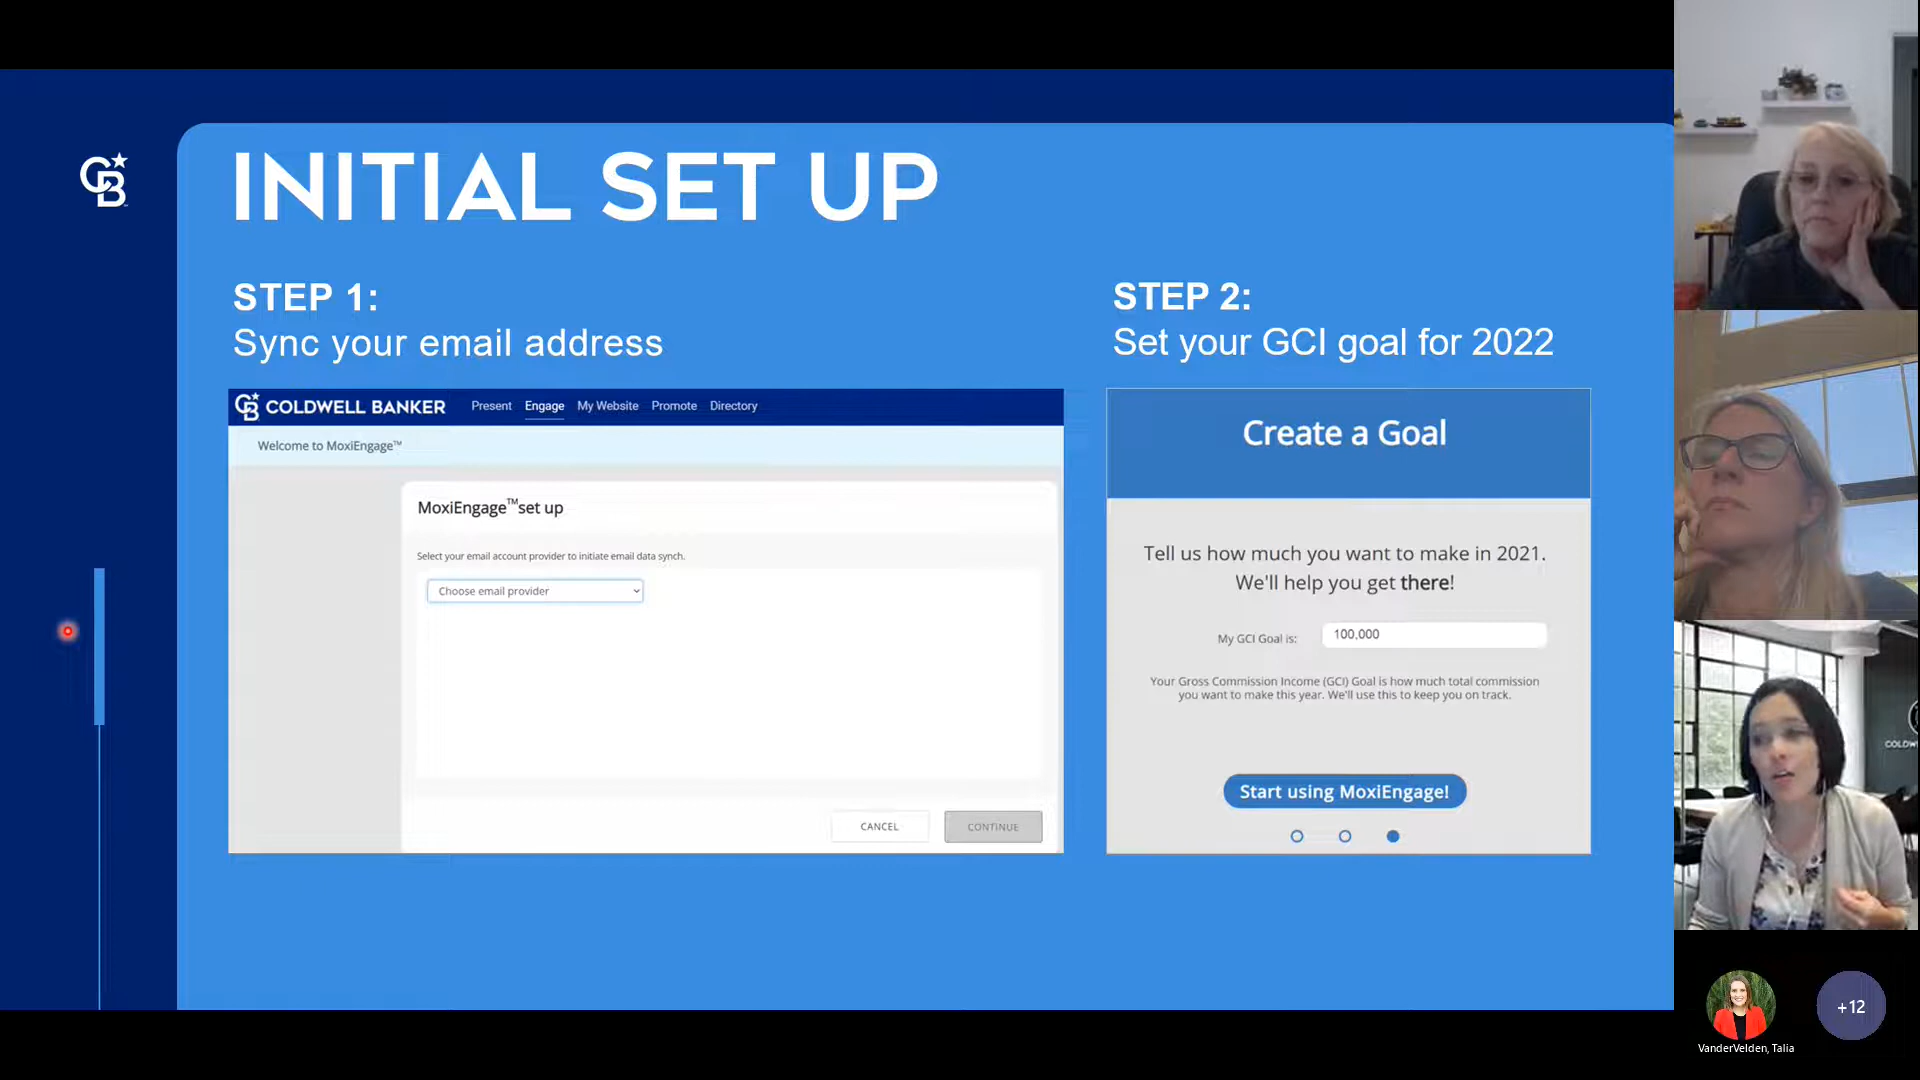 INITIAL SET UP
STEP 1:
Sync your email address
STEP 2:
Set your GCI goal for 2022
CB
CB COLDWELL BANKER Present Engage My Website Promote Directory
Welcome to MoxiEngage™
MoxiEngage™ set up
Select your email account provider to initiate email data synch.
Choose email provider
CANCEL CONTINUE
Create a Goal
Tell us how much you want to make in 2021.
We'll help you get there!
My GCI Goal is: 100,000
Your Gross Commission Income (GCI) Goal is how much total commission
you want to make this year. We'll use this to keep you on track.
Start using MoxiEngage!
COLDW
+12
VanderVelden, Talia